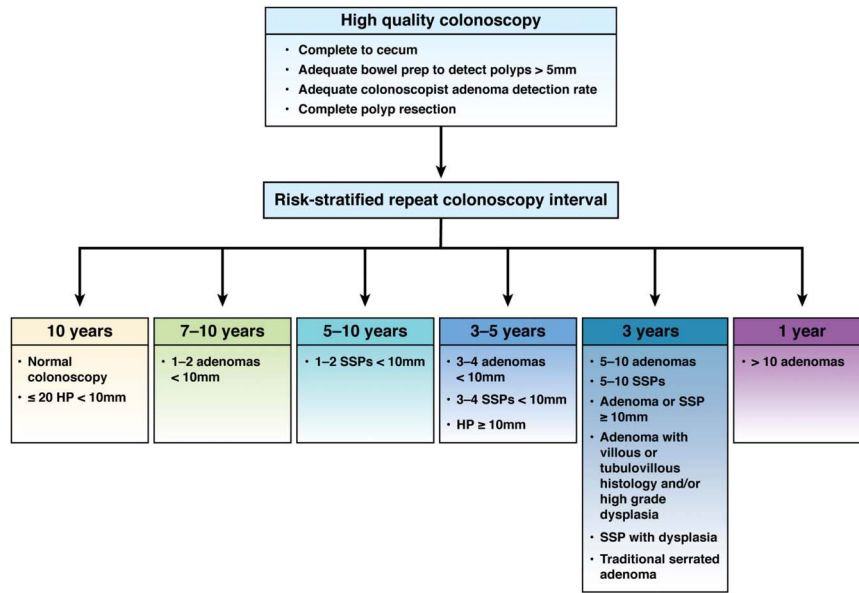 High quality colonoscopy
· Complete to cecum
· Adequate bowel prep to detect polyps > 5mm
· Adequate colonoscopist adenoma detection rate
· Complete polyp resection
Risk-stratified repeat colonoscopy interval
10 years
· Normal
colonoscopy
· ≤ 20 HP < 10mm
7–10 years
· 1–2 adenomas
< 10mm
5–10 years
· 1–2 SSPs < 10mm
3–5 years
· 3–4 adenomas
< 10mm
· 3–4 SSPs < 10mm
· HP ≥ 10mm
3 years
· 5–10 adenomas
· 5–10 SSPs
· Adenoma or SSP
≥ 10mm
· Adenoma with
villous or
tubulovillous
histology and/or
high grade
dysplasia
· SSP with dysplasia
· Traditional serrated
adenoma
1 year
· > 10 adenomas